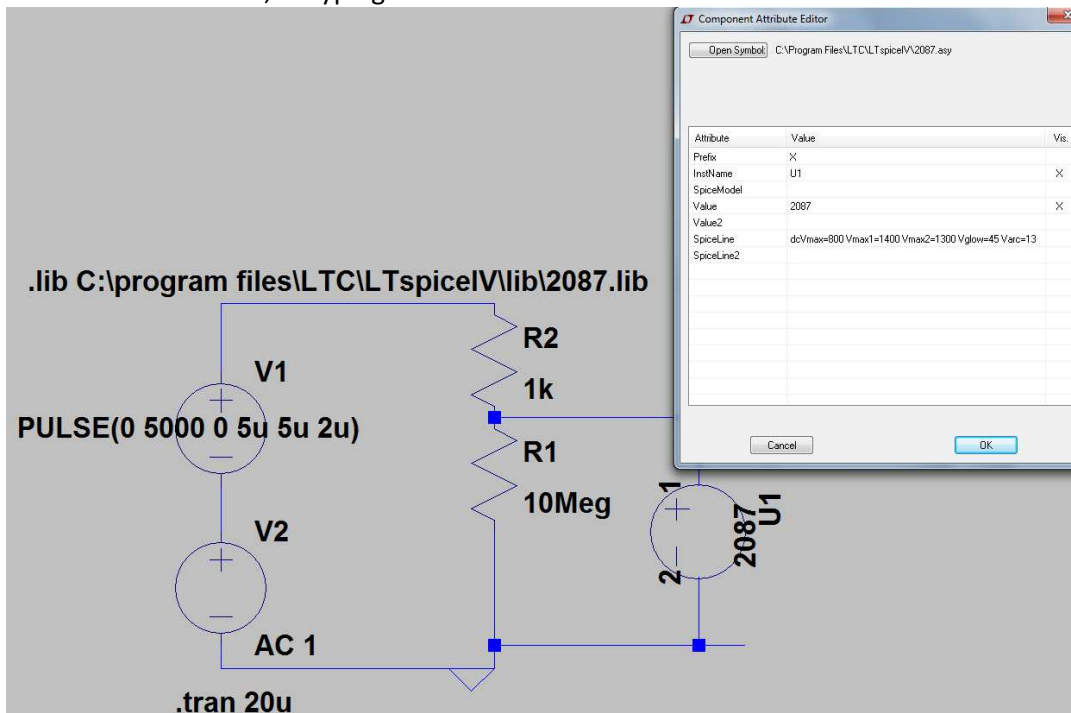 Component Attribute Editor
Open Symbol: C:\Program Files\LTC\LTspiceIV\2087.asy
Attribute Value Vis.
Prefix X
InstName U1 X
SpiceModel
Value 2087 X
Value2
SpiceLine dcVmax=800 Vmax1=1400 Vmax2=1300 Vglow=45 Varc=13
SpiceLine2
Cancel OK
.lib C:\program files\LTC\LTspiceIV\lib\2087.lib
R2
1k
V1
PULSE(0 5000 0 5u 5u 2u)
R1
10Meg
V2
AC 1
1
2
2087
U1
.tran 20u